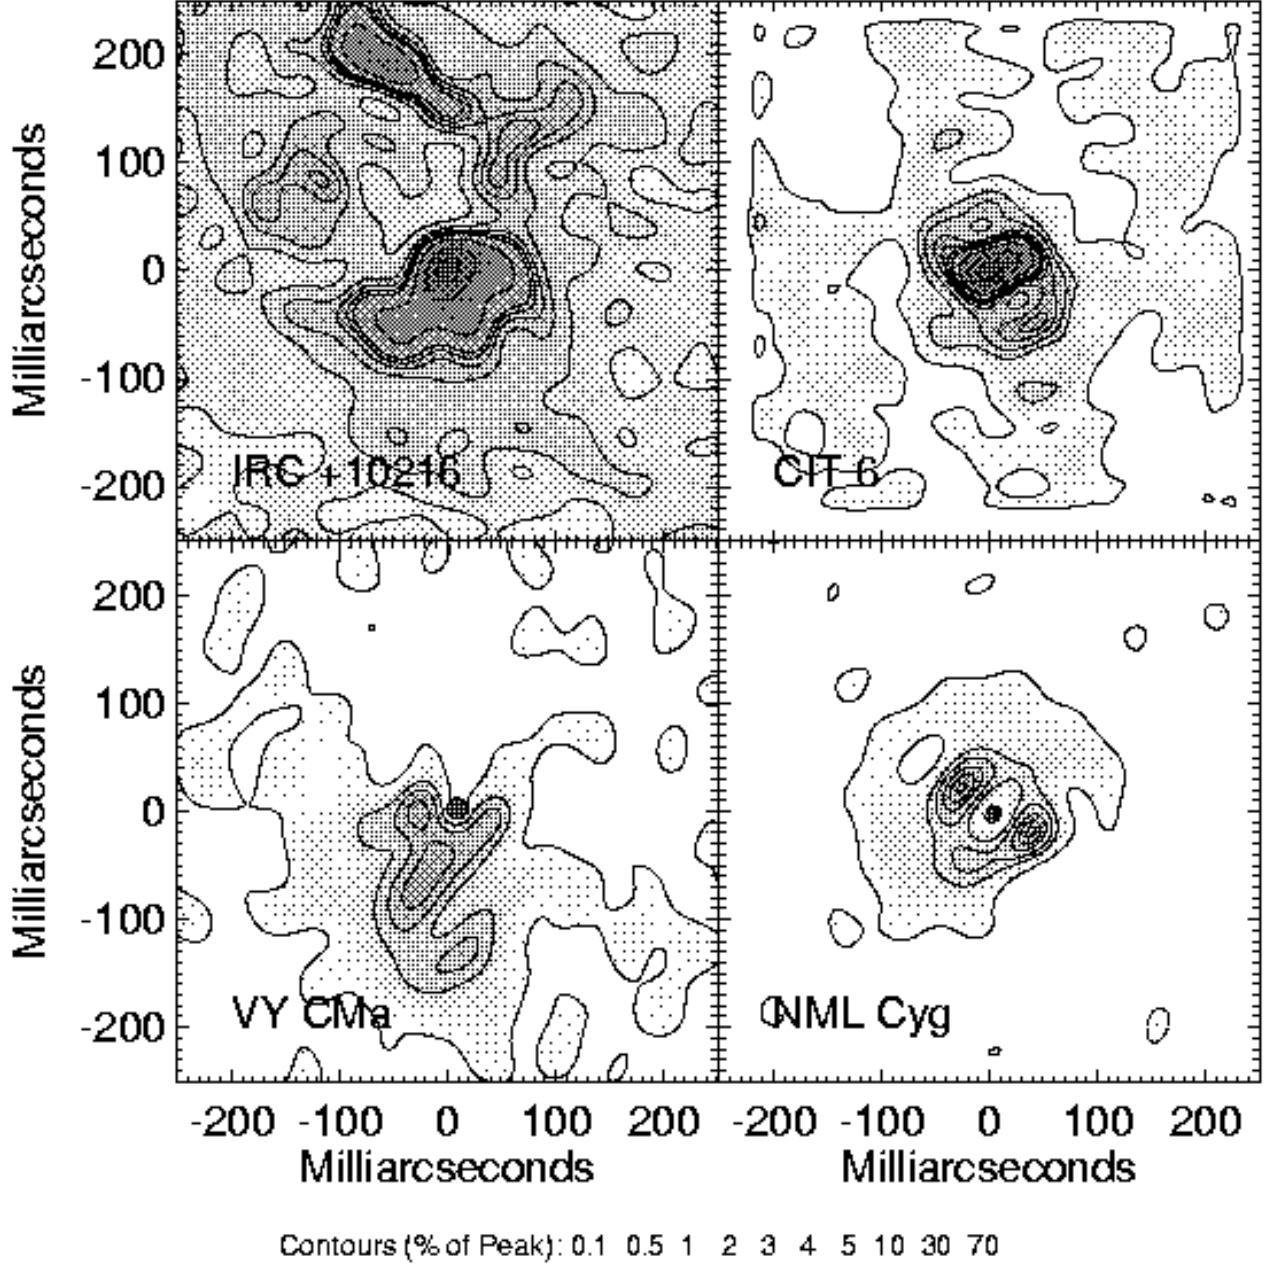 200
100
0
-100
-200
Milliarcseconds
IRC +10216
CIT 6
200
100
0
-100
-200
Milliarcseconds
VY CMa
NML Cyg
-200 -100 0 100 200
-200 -100 0 100 200
Milliarcseconds
Milliarcseconds
Contours (% of Peak): 0.1 0.5 1 2 3 4 5 10 30 70